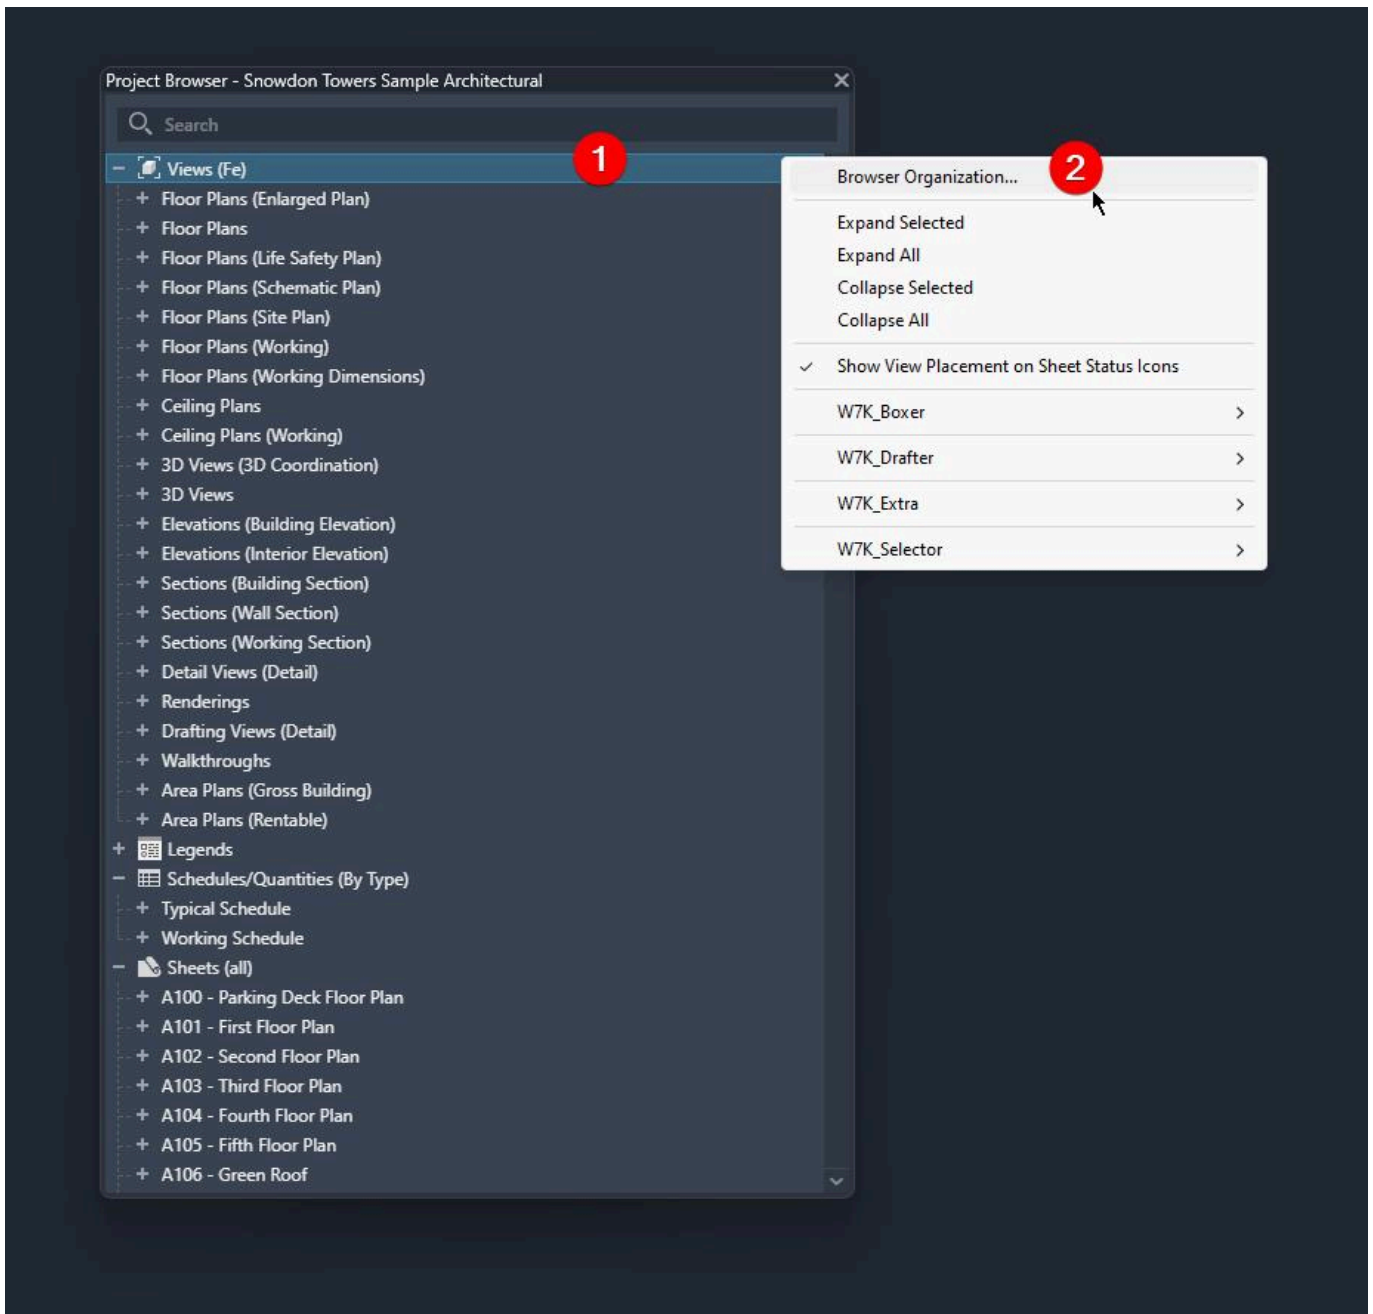 Project Browser - Snowdon Towers Sample Architectural
Search
Views (Fe)
1
Floor Plans (Enlarged Plan)
Floor Plans
Floor Plans (Life Safety Plan)
Floor Plans (Schematic Plan)
Floor Plans (Site Plan)
Floor Plans (Working)
Floor Plans (Working Dimensions)
Ceiling Plans
Ceiling Plans (Working)
3D Views (3D Coordination)
3D Views
Elevations (Building Elevation)
Elevations (Interior Elevation)
Sections (Building Section)
Sections (Wall Section)
Sections (Working Section)
Detail Views (Detail)
Renderings
Drafting Views (Detail)
Walkthroughs
Area Plans (Gross Building)
Area Plans (Rentable)
Legends
Schedules/Quantities (By Type)
Typical Schedule
Working Schedule
Sheets (all)
A100 - Parking Deck Floor Plan
A101 - First Floor Plan
A102 - Second Floor Plan
A103 - Third Floor Plan
A104 - Fourth Floor Plan
A105 - Fifth Floor Plan
A106 - Green Roof
Browser Organization...
2
Expand Selected
Expand All
Collapse Selected
Collapse All
Show View Placement on Sheet Status Icons
W7K_Boxer
W7K_Drafter
W7K_Extra
W7K_Selector